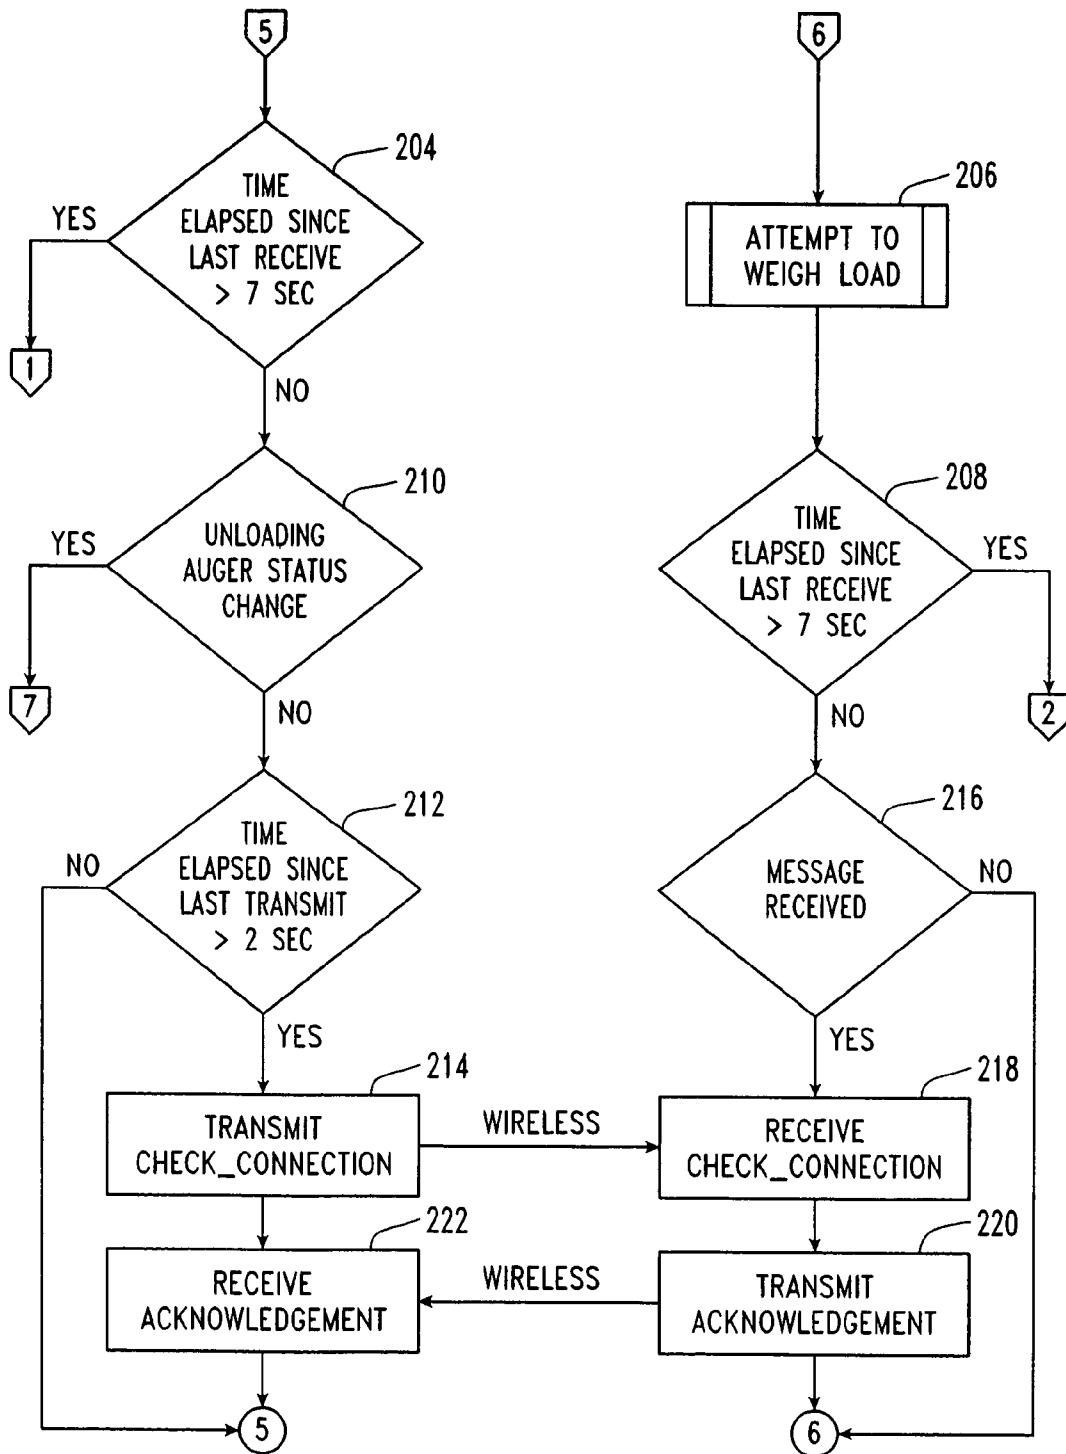 5
6
204
TIME
ELAPSED SINCE
LAST RECEIVE
> 7 SEC
YES
1
NO
206
ATTEMPT TO
WEIGH LOAD
210
UNLOADING
AUGER STATUS
CHANGE
YES
7
NO
208
TIME
ELAPSED SINCE
LAST RECEIVE
> 7 SEC
YES
2
NO
212
TIME
ELAPSED SINCE
LAST TRANSMIT
> 2 SEC
NO
YES
216
MESSAGE
RECEIVED
NO
YES
214
TRANSMIT
CHECK_CONNECTION
WIRELESS
218
RECEIVE
CHECK_CONNECTION
222
RECEIVE
ACKNOWLEDGEMENT
WIRELESS
220
TRANSMIT
ACKNOWLEDGEMENT
5
6